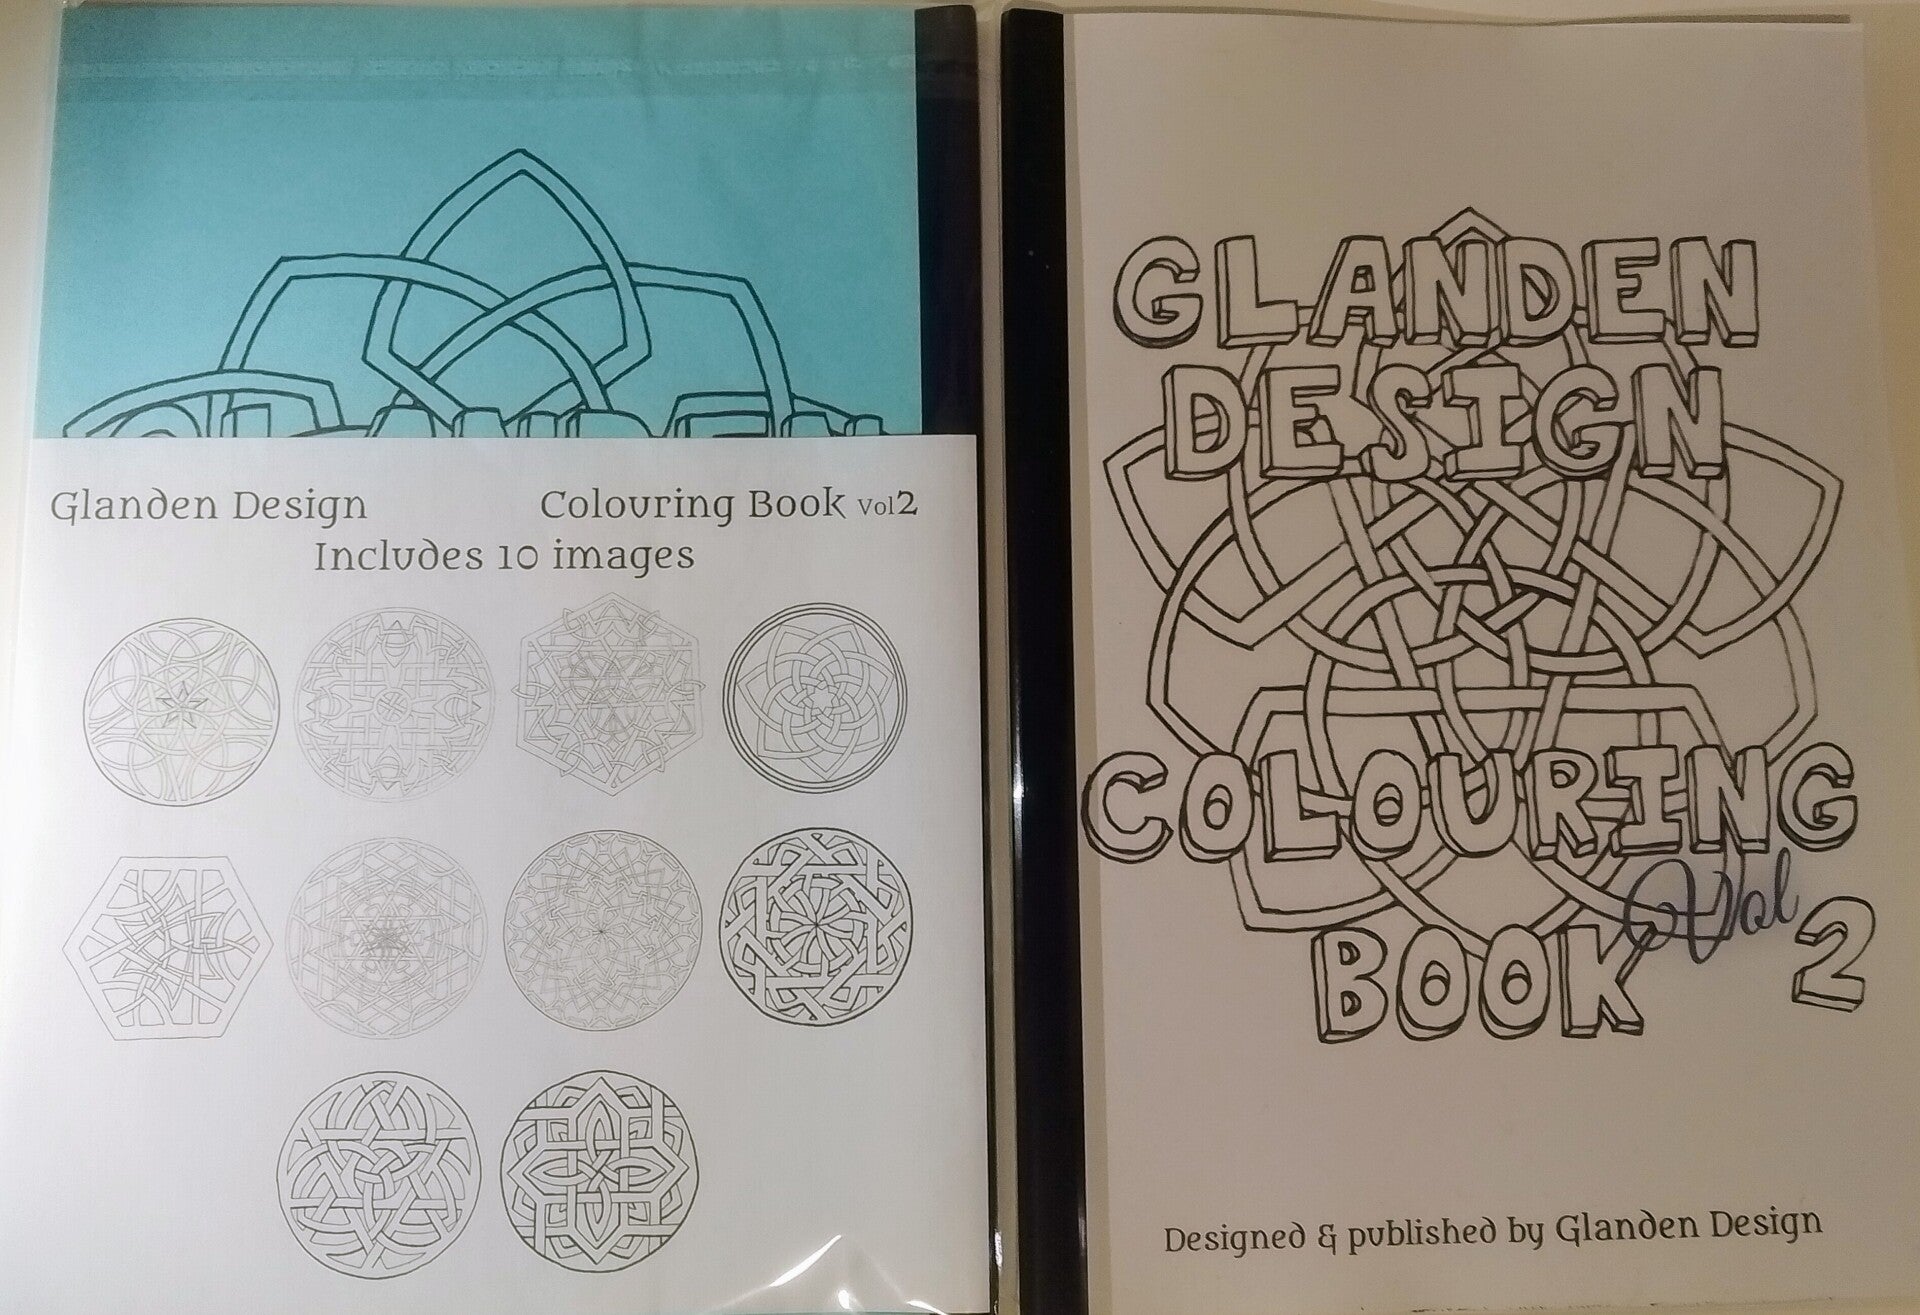 Glanden Design Colouring Book Vol2
Includes 10 images
GLANDEN
DESIGN
COLOURING
BOOK Vol 2
Designed & published by Glanden Design